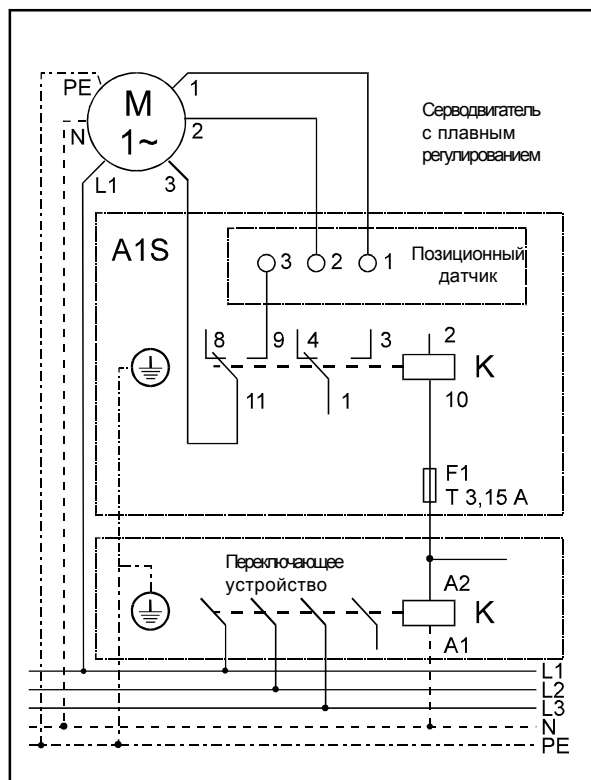 PE
1
M
1~
N
2
L1
3
Серводвигатель
с плавным
регулированием
A1S
3
2
1
Позиционный
датчик
8
9
4
3
2
K
11
1
10
F1
T 3,15 A
Переключающее
устройство
A2
K
A1
L1
L2
L3
N
PE